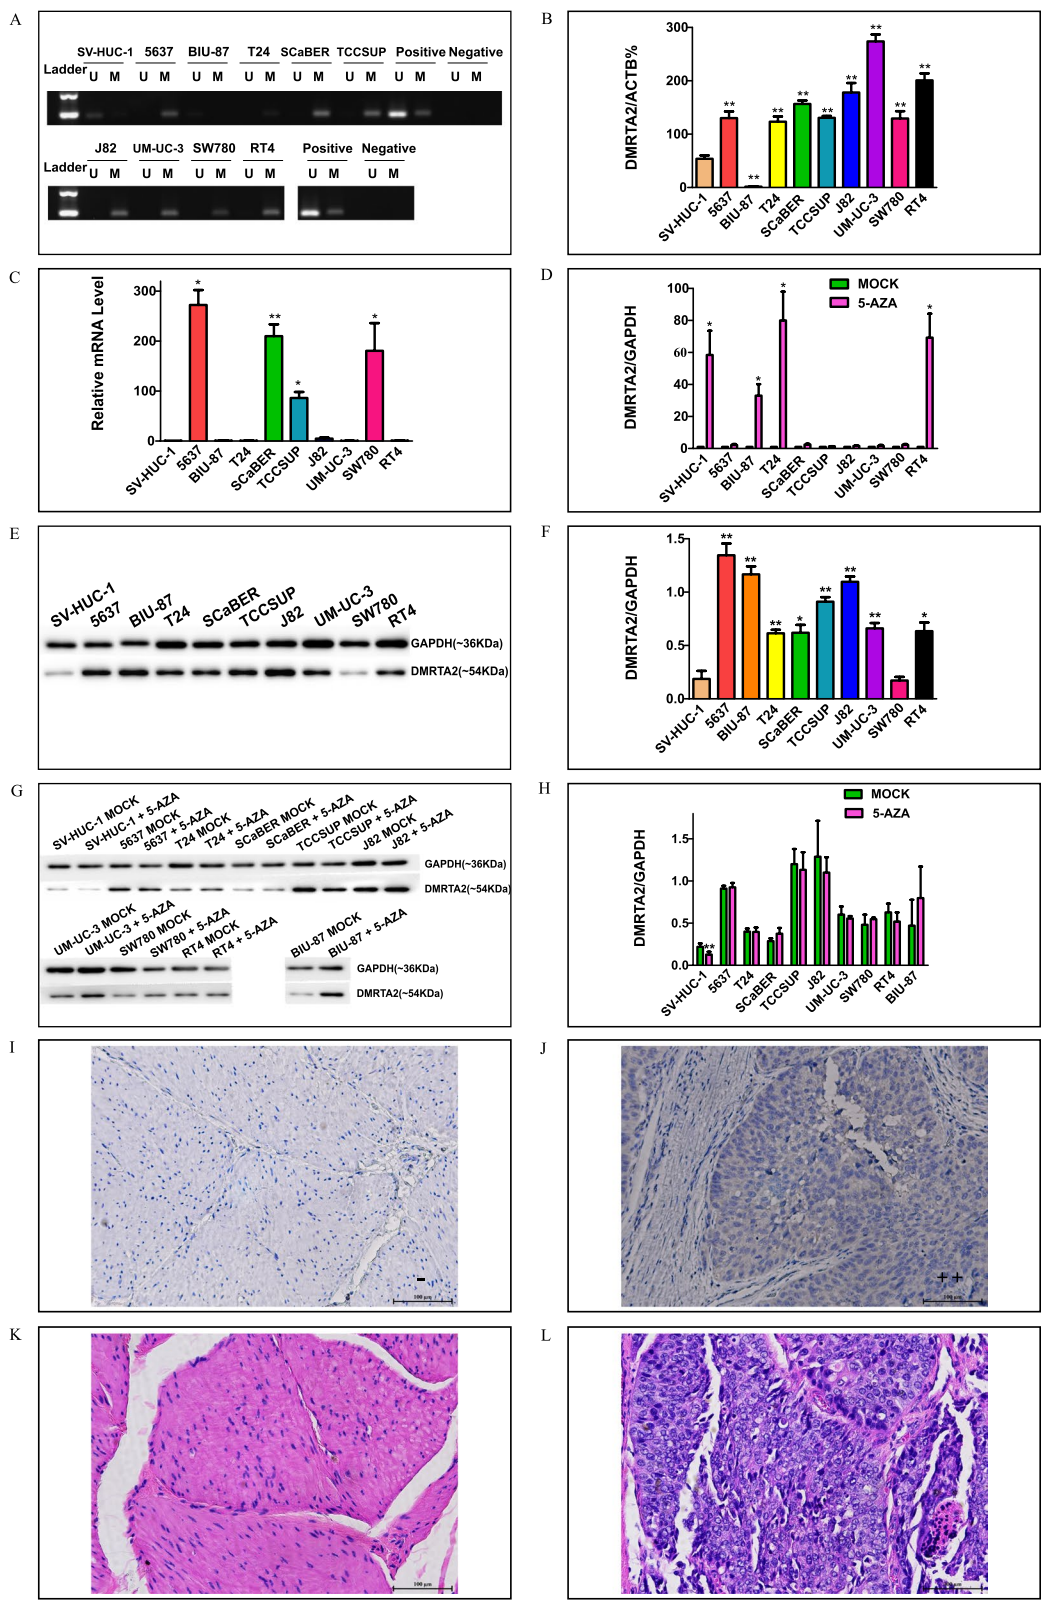 A
SV-HUC-1 5637 BIU-87 T24 SCaBER TCCSUP Positive Negative
Ladder U M U M U M U M U M U M U M U M
J82 UM-UC-3 SW780 RT4 Positive Negative
Ladder U M U M U M U M U M U M
B
DMRTA2/ACTB%
300
200
100
0
** ** ** ** ** ** ** ** **
SV-HUC-1 5637 BIU-87 T24 SCaBER TCCSUP J82 UM-UC-3 SW780 RT4
C
Relative mRNA Level
300
200
100
0
* ** * *
SV-HUC-1 5637 BIU-87 T24 SCaBER TCCSUP J82 UM-UC-3 SW780 RT4
D
DMRTA2/GAPDH
MOCK
5-AZA
100
80
60
40
20
0
* * * *
SV-HUC-1 5637 BIU-87 T24 SCaBER TCCSUP J82 UM-UC-3 SW780 RT4
E
SV-HUC-1 5637 BIU-87 T24 SCaBER TCCSUP J82 UM-UC-3 SW780 RT4
GAPDH(~36KDa)
DMRTA2(~54KDa)
F
DMRTA2/GAPDH
1.5
1.0
0.5
0.0
** ** ** * ** ** ** *
SV-HUC-1 5637 BIU-87 T24 SCaBER TCCSUP J82 UM-UC-3 SW780 RT4
G
SV-HUC-1 MOCK SV-HUC-1 + 5-AZA 5637 MOCK 5637 + 5-AZA T24 MOCK T24 + 5-AZA SCaBER MOCK SCaBER + 5-AZA TCCSUP MOCK TCCSUP + 5-AZA J82 MOCK J82 + 5-AZA
GAPDH(~36KDa)
DMRTA2(~54KDa)
UM-UC-3 MOCK UM-UC-3 + 5-AZA SW780 MOCK SW780 + 5-AZA RT4 MOCK RT4 + 5-AZA BIU-87 MOCK BIU-87 + 5-AZA
GAPDH(~36KDa)
DMRTA2(~54KDa)
H
DMRTA2/GAPDH
MOCK
5-AZA
1.5
1.0
0.5
0.0
**
SV-HUC-1 5637 T24 SCaBER TCCSUP J82 UM-UC-3 SW780 RT4 BIU-87
I
-
100 μm
J
++
100 μm
K
100 μm
L